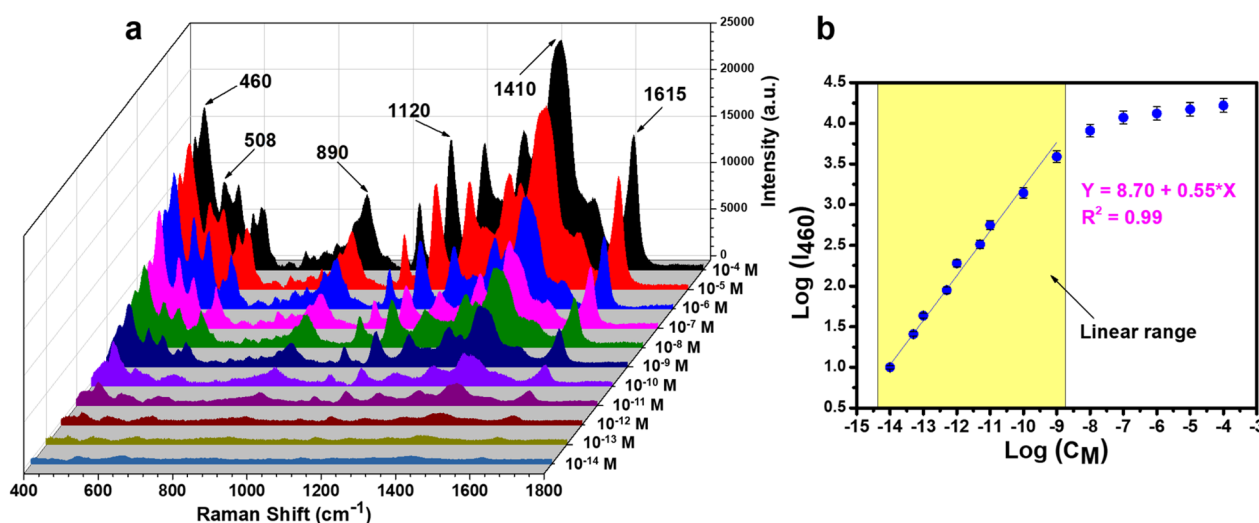 a
460
508
890
1120
1410
1615
25000
20000
15000
10000
5000
0
Intensity (a.u.)
10-4 M
10-5 M
10-6 M
10-7 M
10-8 M
10-9 M
10-10 M
10-11 M
10-12 M
10-13 M
10-14 M
400 600 800 1000 1200 1400 1600 1800
Raman Shift (cm-1)
b
4.5
4.0
3.5
3.0
2.5
2.0
1.5
1.0
0.5
Log (I460)
Y = 8.70 + 0.55*X
R2 = 0.99
Linear range
-15 -14 -13 -12 -11 -10 -9 -8 -7 -6 -5 -4 -3
Log (CM)